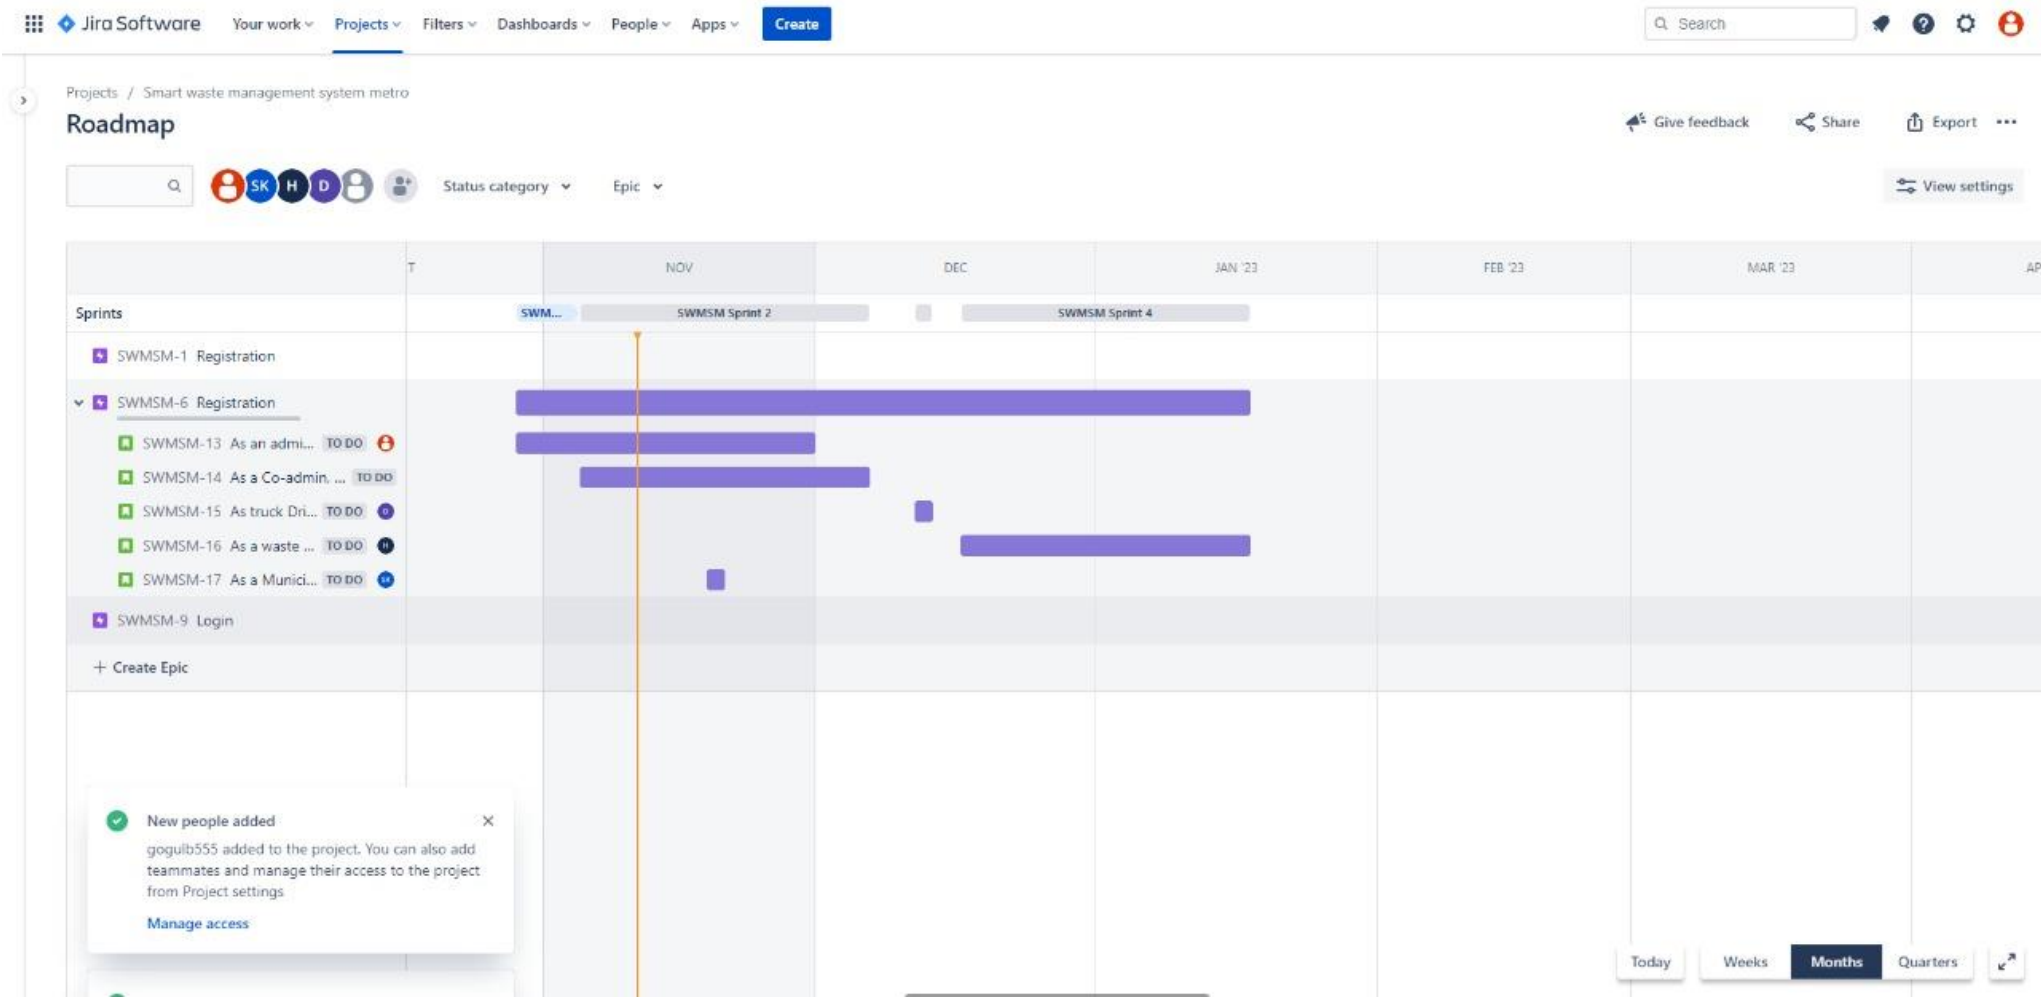 Jira Software Your work Projects Filters Dashboards People Apps Create Search
Projects / Smart waste management system metro
Roadmap
Give feedback Share Export
SK H D Status category Epic View settings
T NOV DEC JAN '23 FEB '23 MAR '23 AP
Sprints SWM... SWMSM Sprint 2 SWMSM Sprint 4
SWMSM-1 Registration
SWMSM-6 Registration
SWMSM-13 As an admi... TO DO
SWMSM-14 As a Co-admin, ... TO DO
SWMSM-15 As truck Dri... TO DO D
SWMSM-16 As a waste ... TO DO H
SWMSM-17 As a Munici... TO DO SK
SWMSM-9 Login
+ Create Epic
New people added
gogulb555 added to the project. You can also add
teammates and manage their access to the project
from Project settings
Manage access
Today Weeks Months Quarters